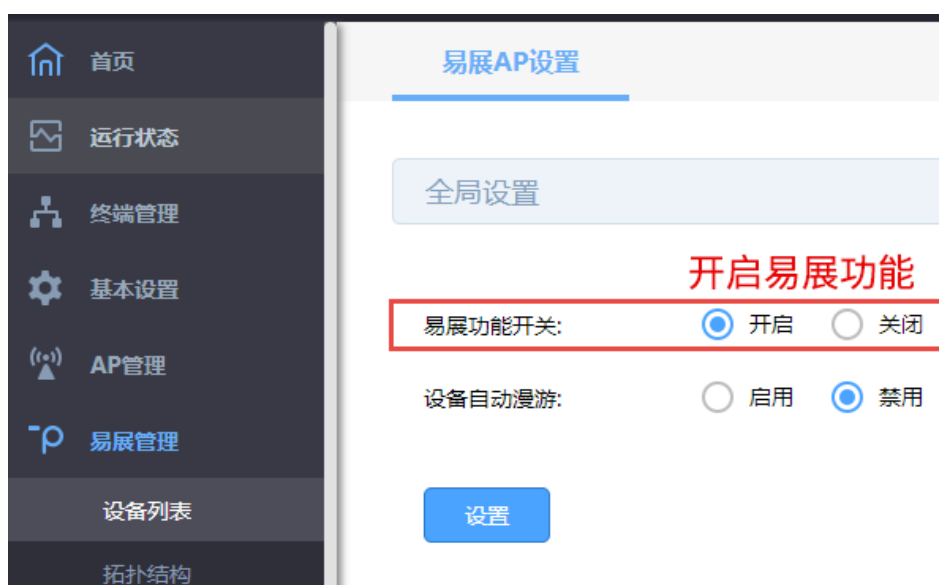 首页
运行状态
终端管理
基本设置
AP管理
易展管理
设备列表
拓扑结构
易展AP设置
全局设置
开启易展功能
易展功能开关: 开启 关闭
设备自动漫游: 启用 禁用
设置